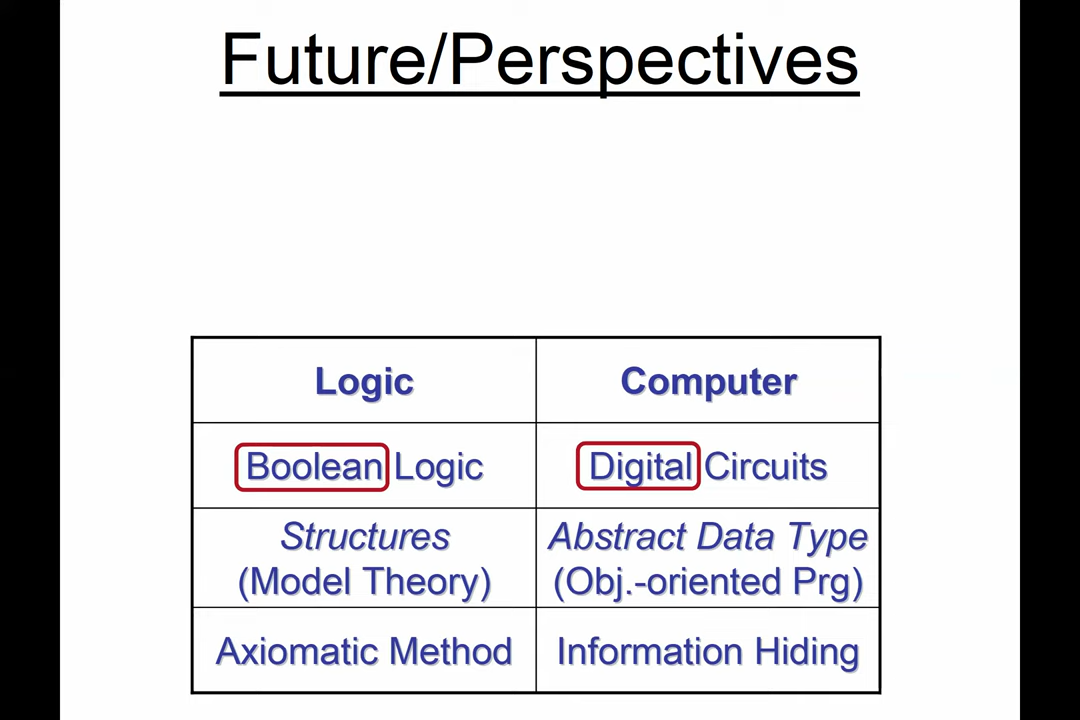 Future/Perspectives
Logic
Computer
Boolean Logic
Digital Circuits
Structures
(Model Theory)
Abstract Data Type
(Obj.-oriented Prg)
Axiomatic Method
Information Hiding